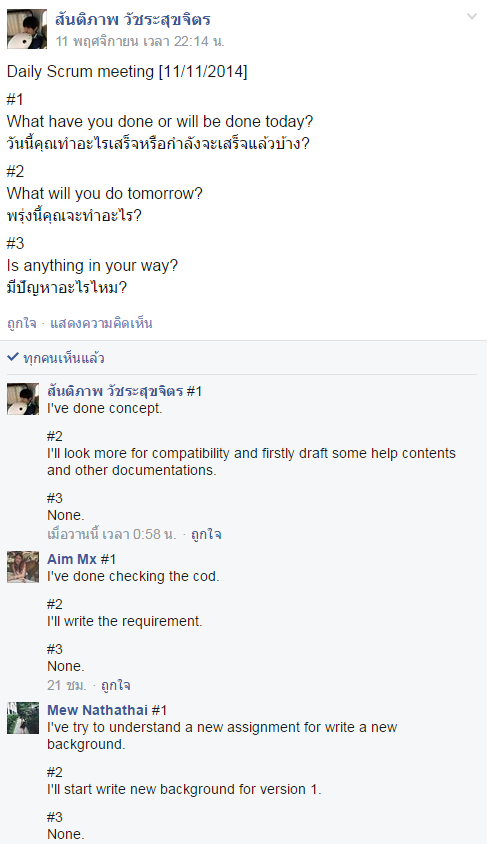 สันติภาพ วัชระสุขจิตร
11 พฤศจิกายน เวลา 22:14 น.
Daily Scrum meeting [11/11/2014]
#1
What have you done or will be done today?
วันนี้คุณทำอะไรเสร็จหรือกำลังจะเสร็จแล้วบ้าง?
#2
What will you do tomorrow?
พรุ่งนี้คุณจะทำอะไร?
#3
Is anything in your way?
มีปัญหาอะไรไหม?
ถูกใจ · แสดงความคิดเห็น
ทุกคนเห็นแล้ว
สันติภาพ วัชระสุขจิตร #1
I've done concept.
#2
I'll look more for compatibility and firstly draft some help contents
and other documentations.
#3
None.
เมื่อวานนี้ เวลา 0:58 น. · ถูกใจ
Aim Mx #1
I've done checking the cod.
#2
I'll write the requirement.
#3
None.
21 ชม. · ถูกใจ
Mew Nathathai #1
I've try to understand a new assignment for write a new
background.
#2
I'll start write new background for version 1.
#3
None.